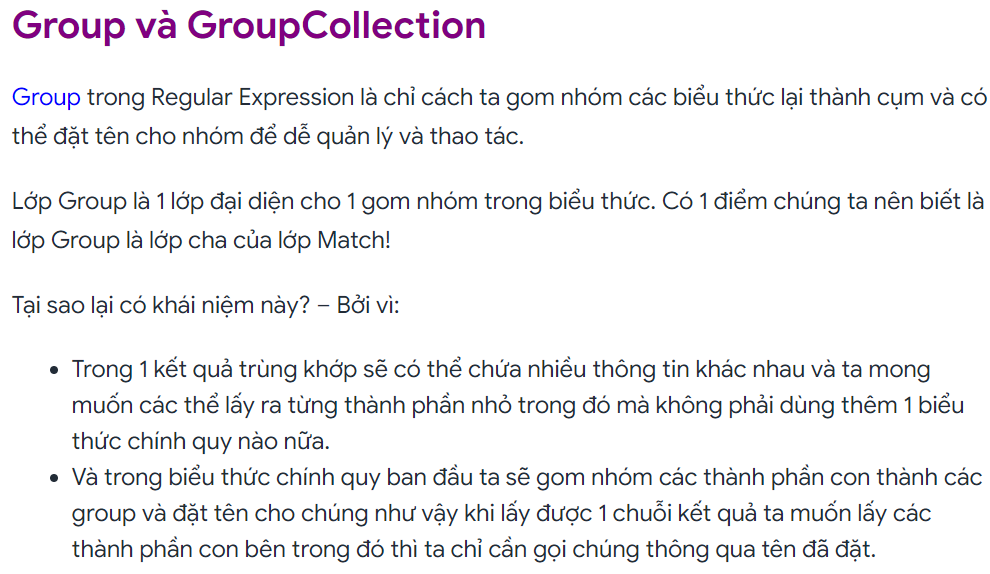 Group và GroupCollection
Group trong Regular Expression là chỉ cách ta gom nhóm các biểu thức lại thành cụm và có
thể đặt tên cho nhóm để dễ quản lý và thao tác.
Lớp Group là 1 lớp đại diện cho 1 gom nhóm trong biểu thức. Có 1 điểm chúng ta nên biết là
lớp Group là lớp cha của lớp Match!
Tại sao lại có khái niệm này? – Bởi vì:
• Trong 1 kết quả trùng khớp sẽ có thể chứa nhiều thông tin khác nhau và ta mong
muốn các thể lấy ra từng thành phần nhỏ trong đó mà không phải dùng thêm 1 biểu
thức chính quy nào nữa.
• Và trong biểu thức chính quy ban đầu ta sẽ gom nhóm các thành phần con thành các
group và đặt tên cho chúng như vậy khi lấy được 1 chuỗi kết quả ta muốn lấy các
thành phần con bên trong đó thì ta chỉ cần gọi chúng thông qua tên đã đặt.